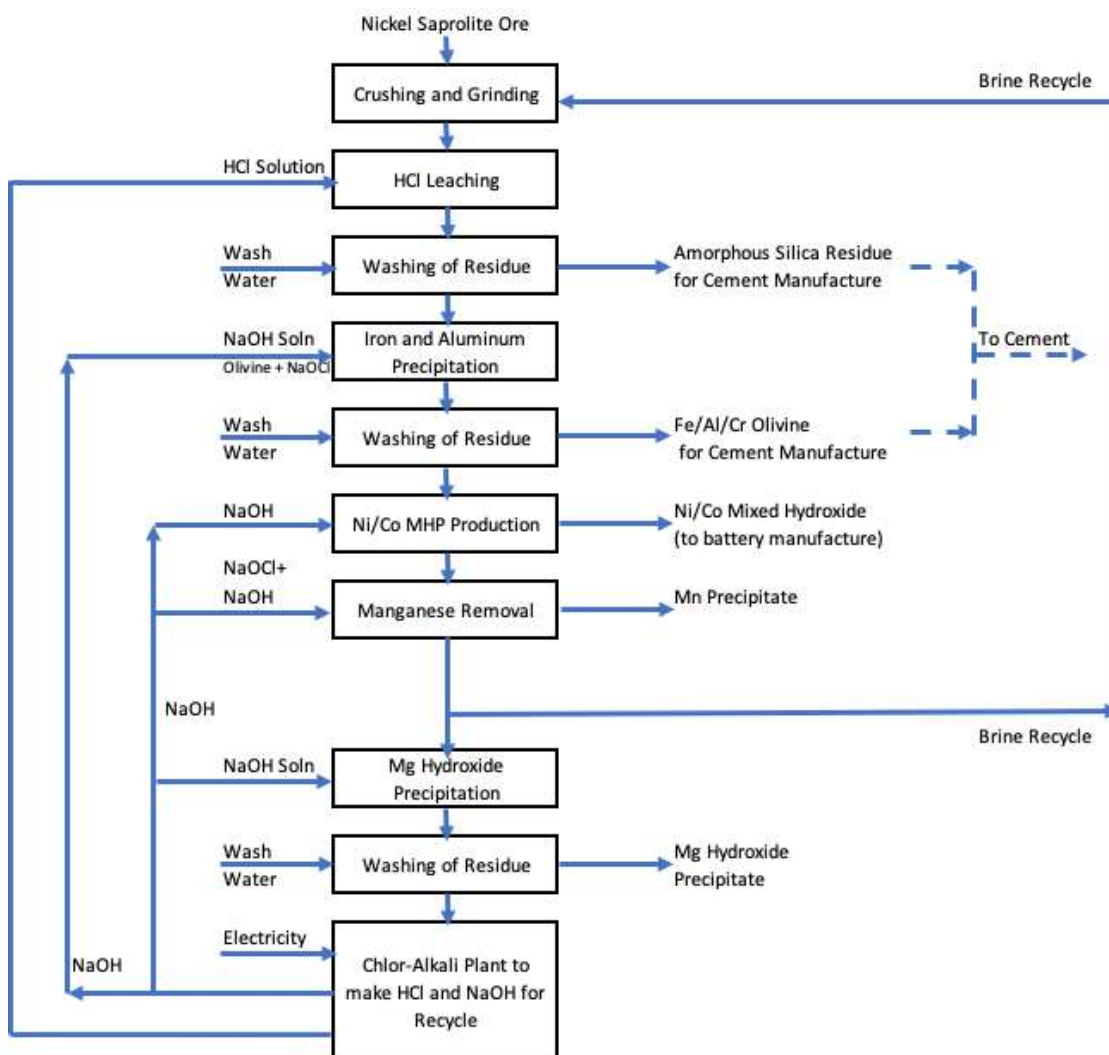 Nickel Saprolite Ore
Crushing and Grinding
Brine Recycle
HCl Solution
HCl Leaching
Wash
Water
Washing of Residue
Amorphous Silica Residue
for Cement Manufacture
NaOH Soln
Olivine + NaOCl
Iron and Aluminum
Precipitation
To Cement
Wash
Water
Washing of Residue
Fe/Al/Cr Olivine
for Cement Manufacture
NaOH
Ni/Co MHP Production
Ni/Co Mixed Hydroxide
(to battery manufacture)
NaOCl+
NaOH
Manganese Removal
Mn Precipitate
NaOH
Brine Recycle
NaOH Soln
Mg Hydroxide
Precipitation
Wash
Water
Washing of Residue
Mg Hydroxide
Precipitate
Electricity
NaOH
Chlor-Alkali Plant to
make HCl and NaOH for
Recycle